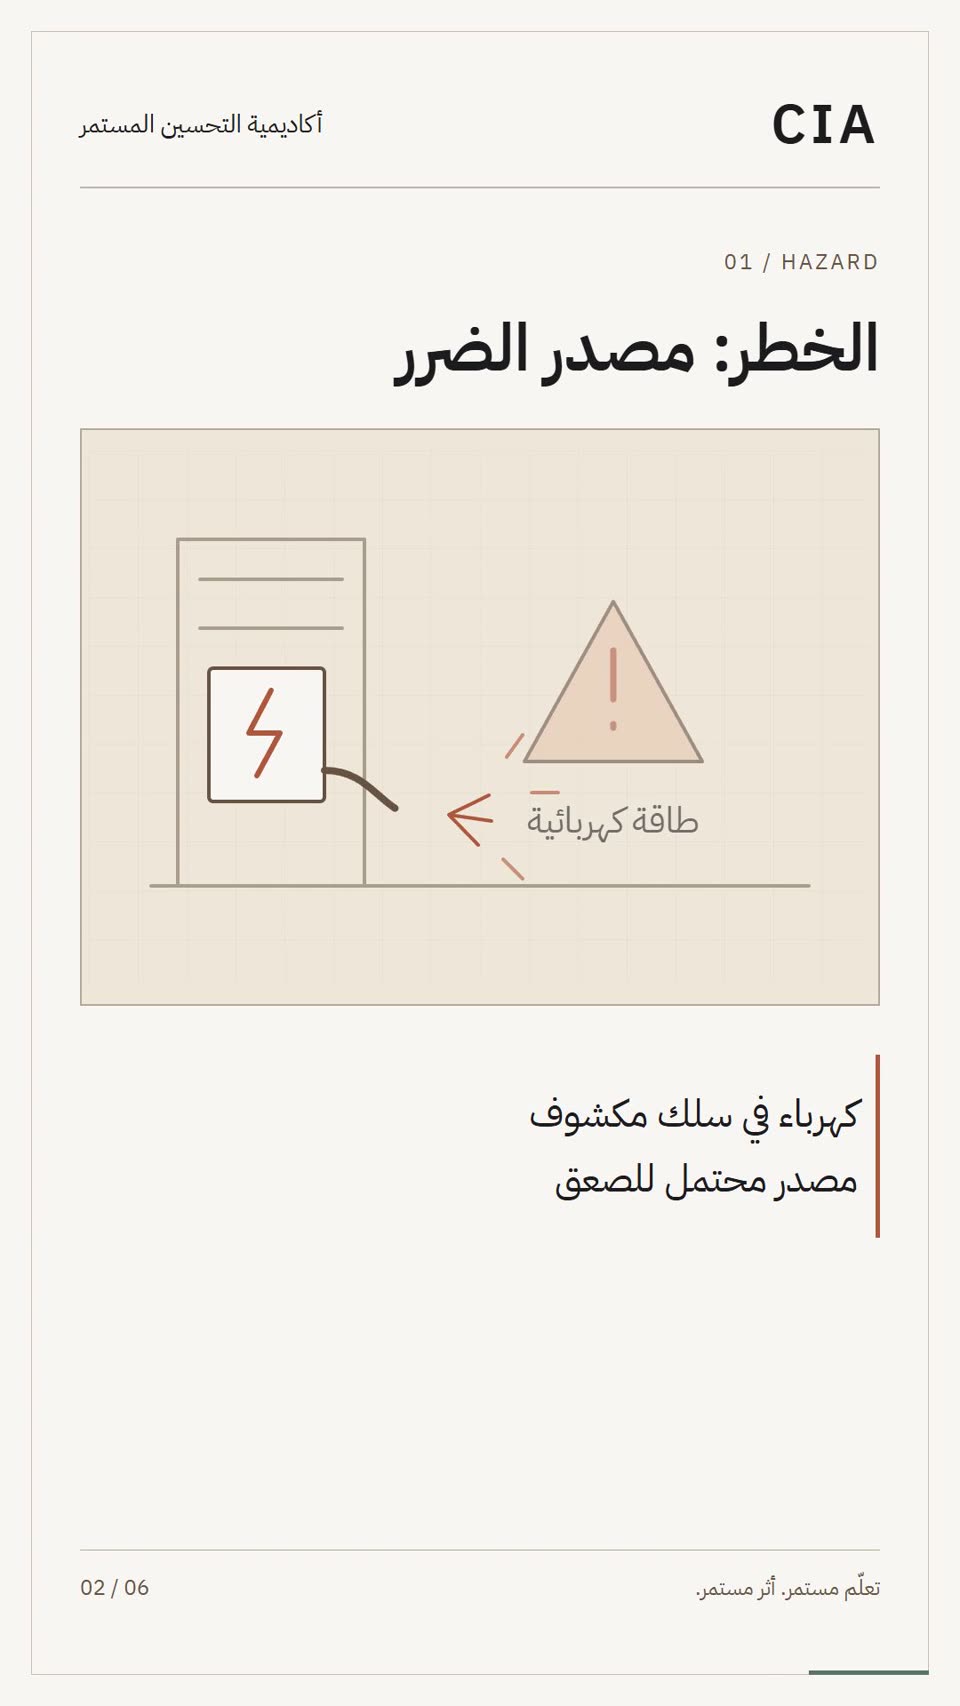 CIA
أكاديمية التحسين المستمر
01 / HAZARD
الخطر: مصدر الضرر
طاقة كهربائية
كهرباء في سلك مكشوف
مصدر محتمل للصعق
تعلّم مستمر. أثر مستمر.
02 / 06